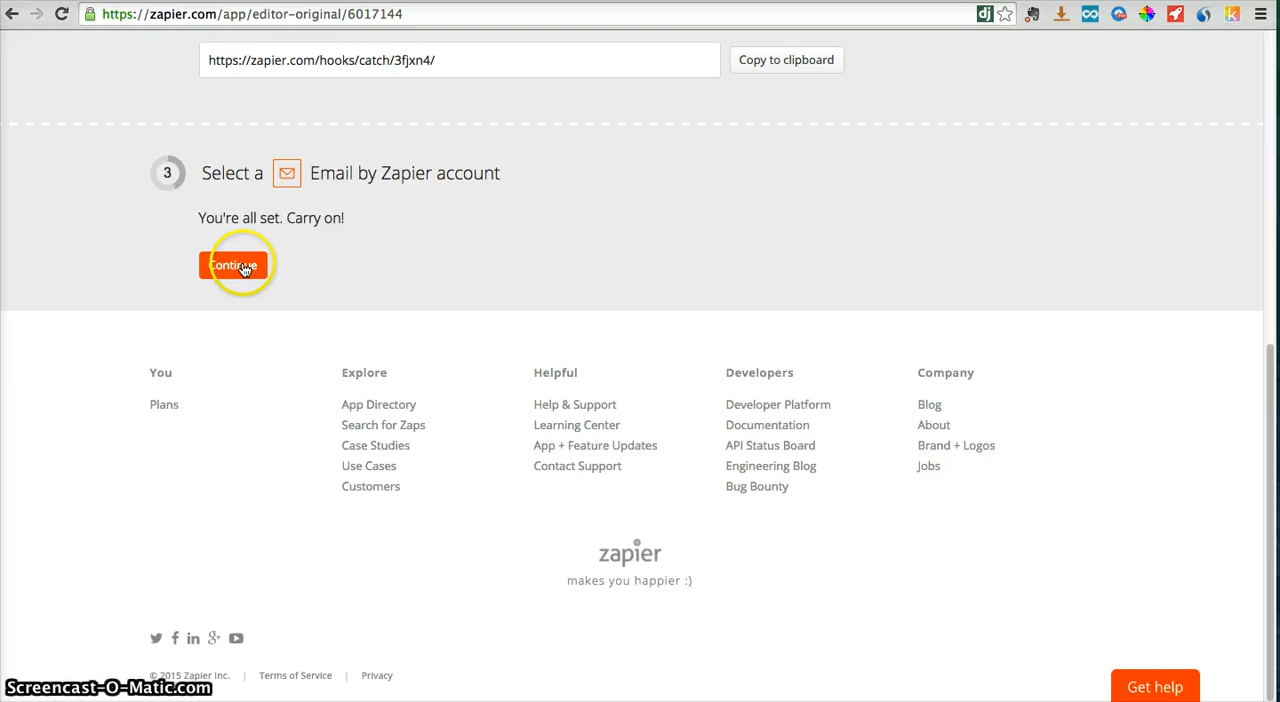 https://zapier.com/app/editor-original/6017144
dj
https://zapier.com/hooks/catch/3fjxn4/
Copy to clipboard
3
Select a Email by Zapier account
You're all set. Carry on!
Continue
You
Explore
Helpful
Developers
Company
Plans
App Directory
Help & Support
Developer Platform
Blog
Search for Zaps
Learning Center
Documentation
About
Case Studies
App + Feature Updates
API Status Board
Brand + Logos
Use Cases
Contact Support
Engineering Blog
Jobs
Customers
Bug Bounty
zapier
makes you happier :)
© 2015 Zapier Inc. | Terms of Service | Privacy
Screencast-O-Matic.com
Get help